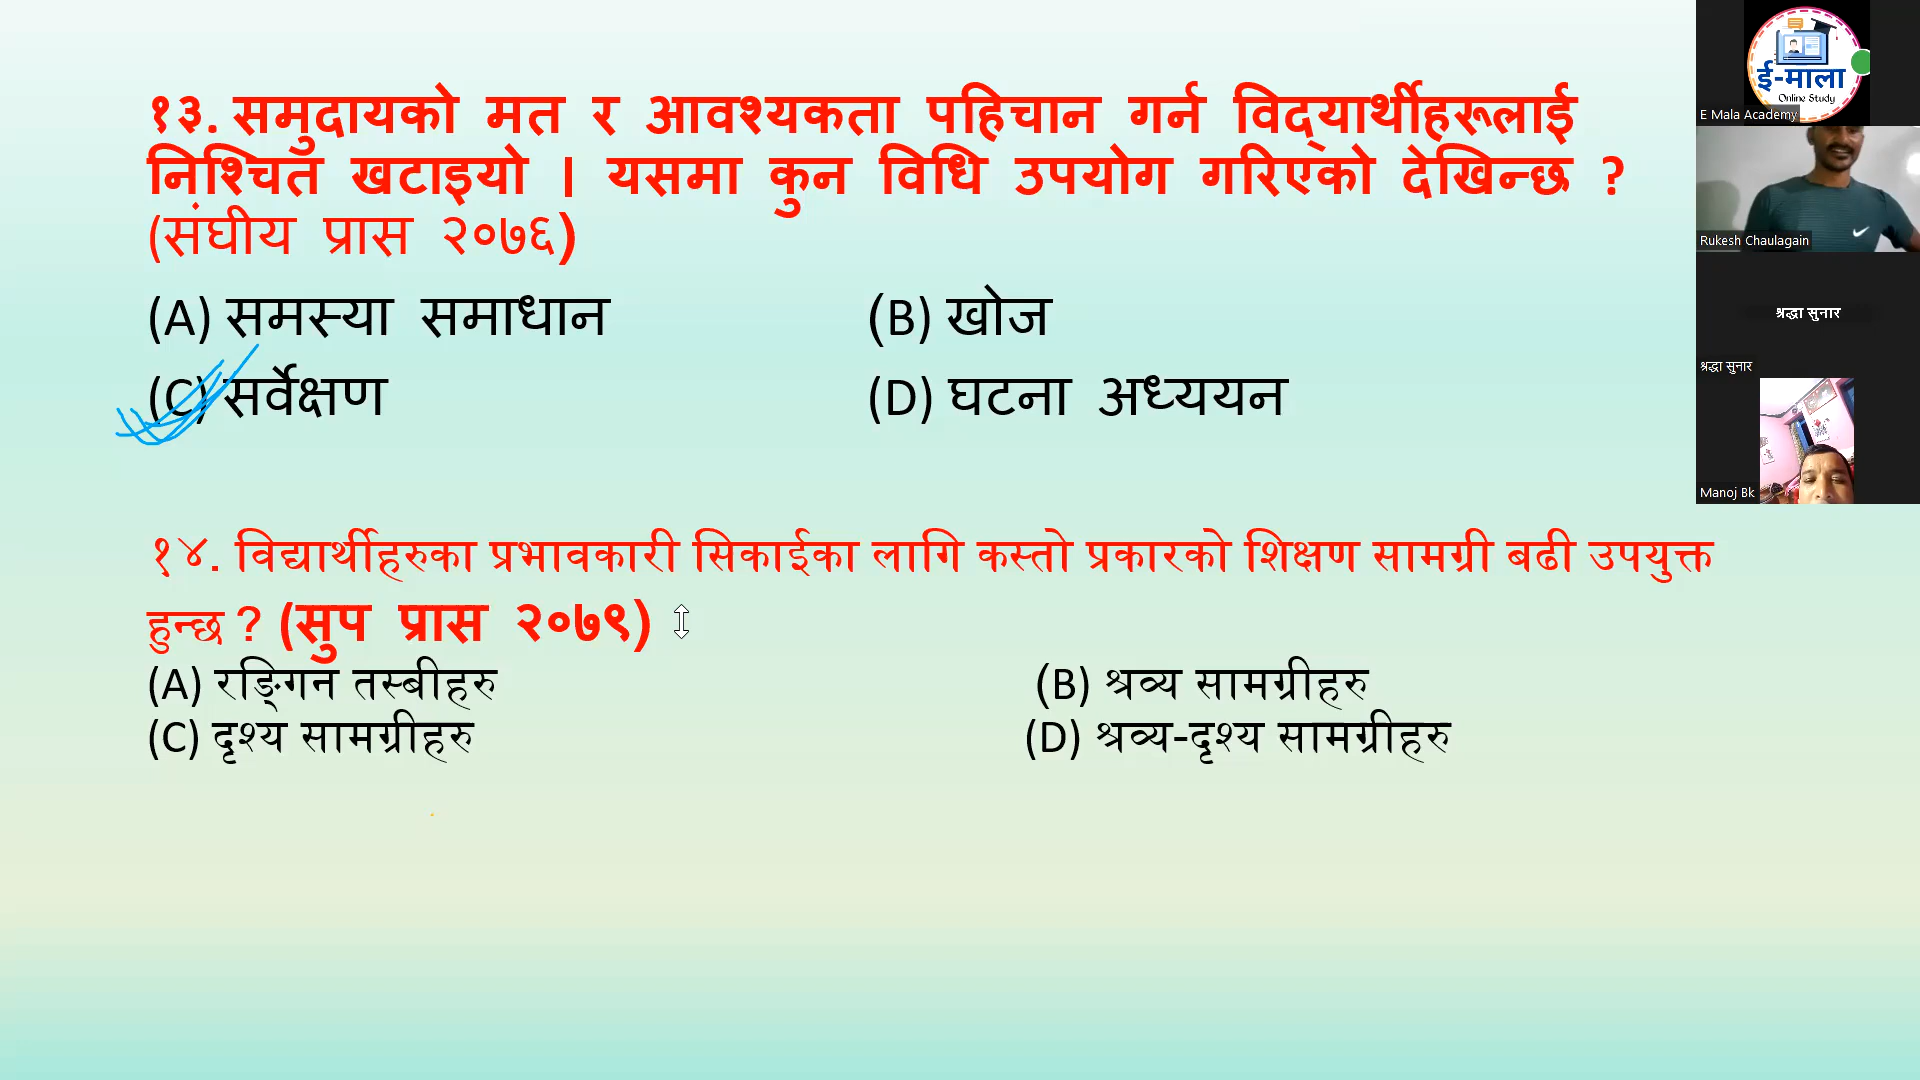 १३. समुदायको मत र आवश्यकता पहिचान गर्न विद्‌यार्थीहरूलाई
निश्चित खटाइयो । यसमा कुन विधि उपयोग गरिएको देखिन्छ ?
(संघीय प्रास २०७६)
(A) समस्या समाधान (B) खोज
(C) सर्वेक्षण (D) घटना अध्ययन
१४. विद्यार्थीहरुका प्रभावकारी सिकाईका लागि कस्तो प्रकारको शिक्षण सामग्री बढी उपयुक्त
हुन्छ ? (सुप प्रास २०७९)
(A) रङ्गिन तस्बीहरु (B) श्रव्य सामग्रीहरु
(C) दृश्य सामग्रीहरु (D) श्रव्य-दृश्य सामग्रीहरु
ई-माला
Online Study
E Mala Academy
Rukesh Chaulagain
श्रद्धा सुनार
श्रद्धा सुनार
Manoj Bk